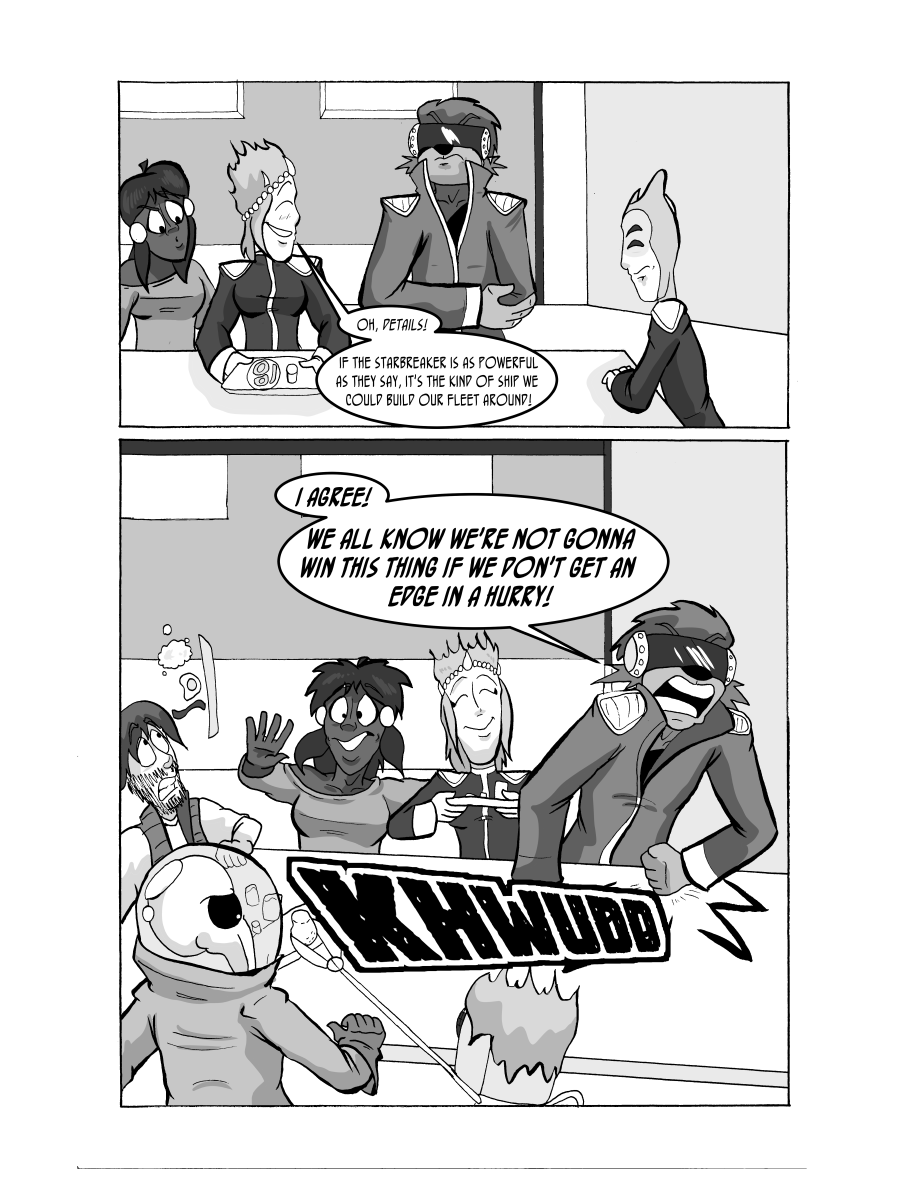 OH, DETAILS!
IF THE STARBREAKER IS AS POWERFUL
AS THEY SAY, IT'S THE KIND OF SHIP WE
COULD BUILD OUR FLEET AROUND!
I AGREE!
WE ALL KNOW WE'RE NOT GONNA
WIN THIS THING IF WE DON'T GET AN
EDGE IN A HURRY!
KHWUDD